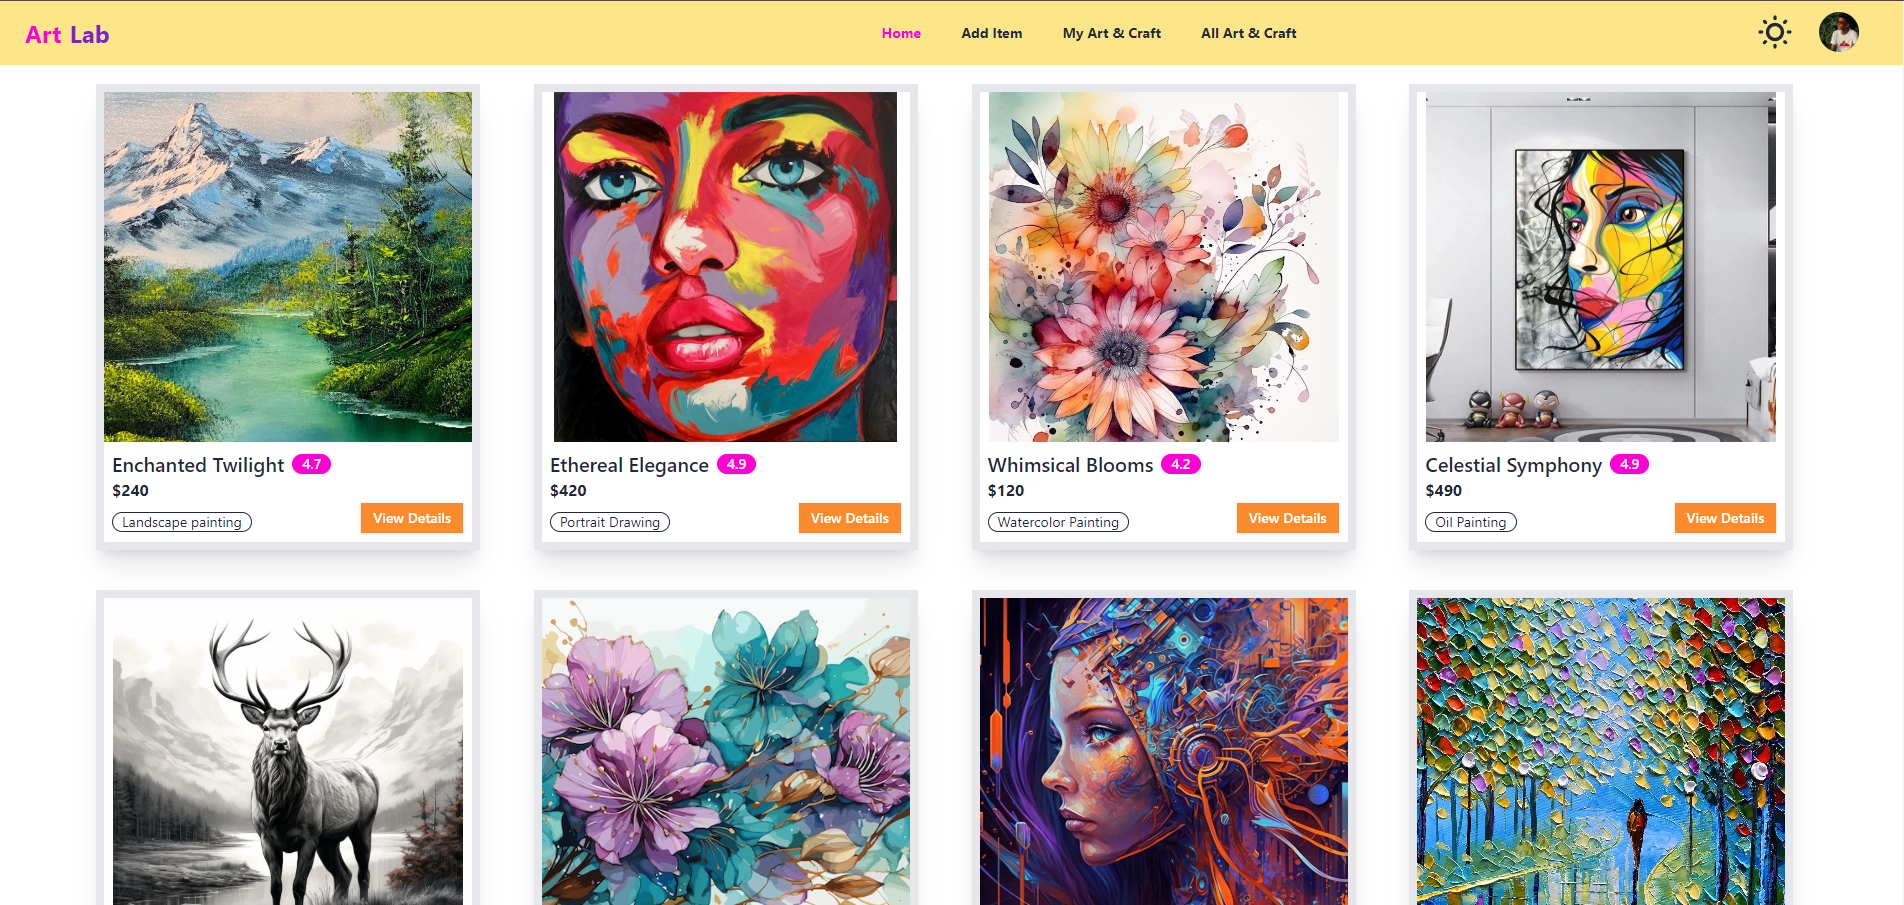 Art Lab
Home Add Item My Art & Craft All Art & Craft
Enchanted Twilight 4.7
$240
Landscape painting View Details
Ethereal Elegance 4.9
$420
Portrait Drawing View Details
Whimsical Blooms 4.2
$120
Watercolor Painting View Details
Celestial Symphony 4.9
$490
Oil Painting View Details